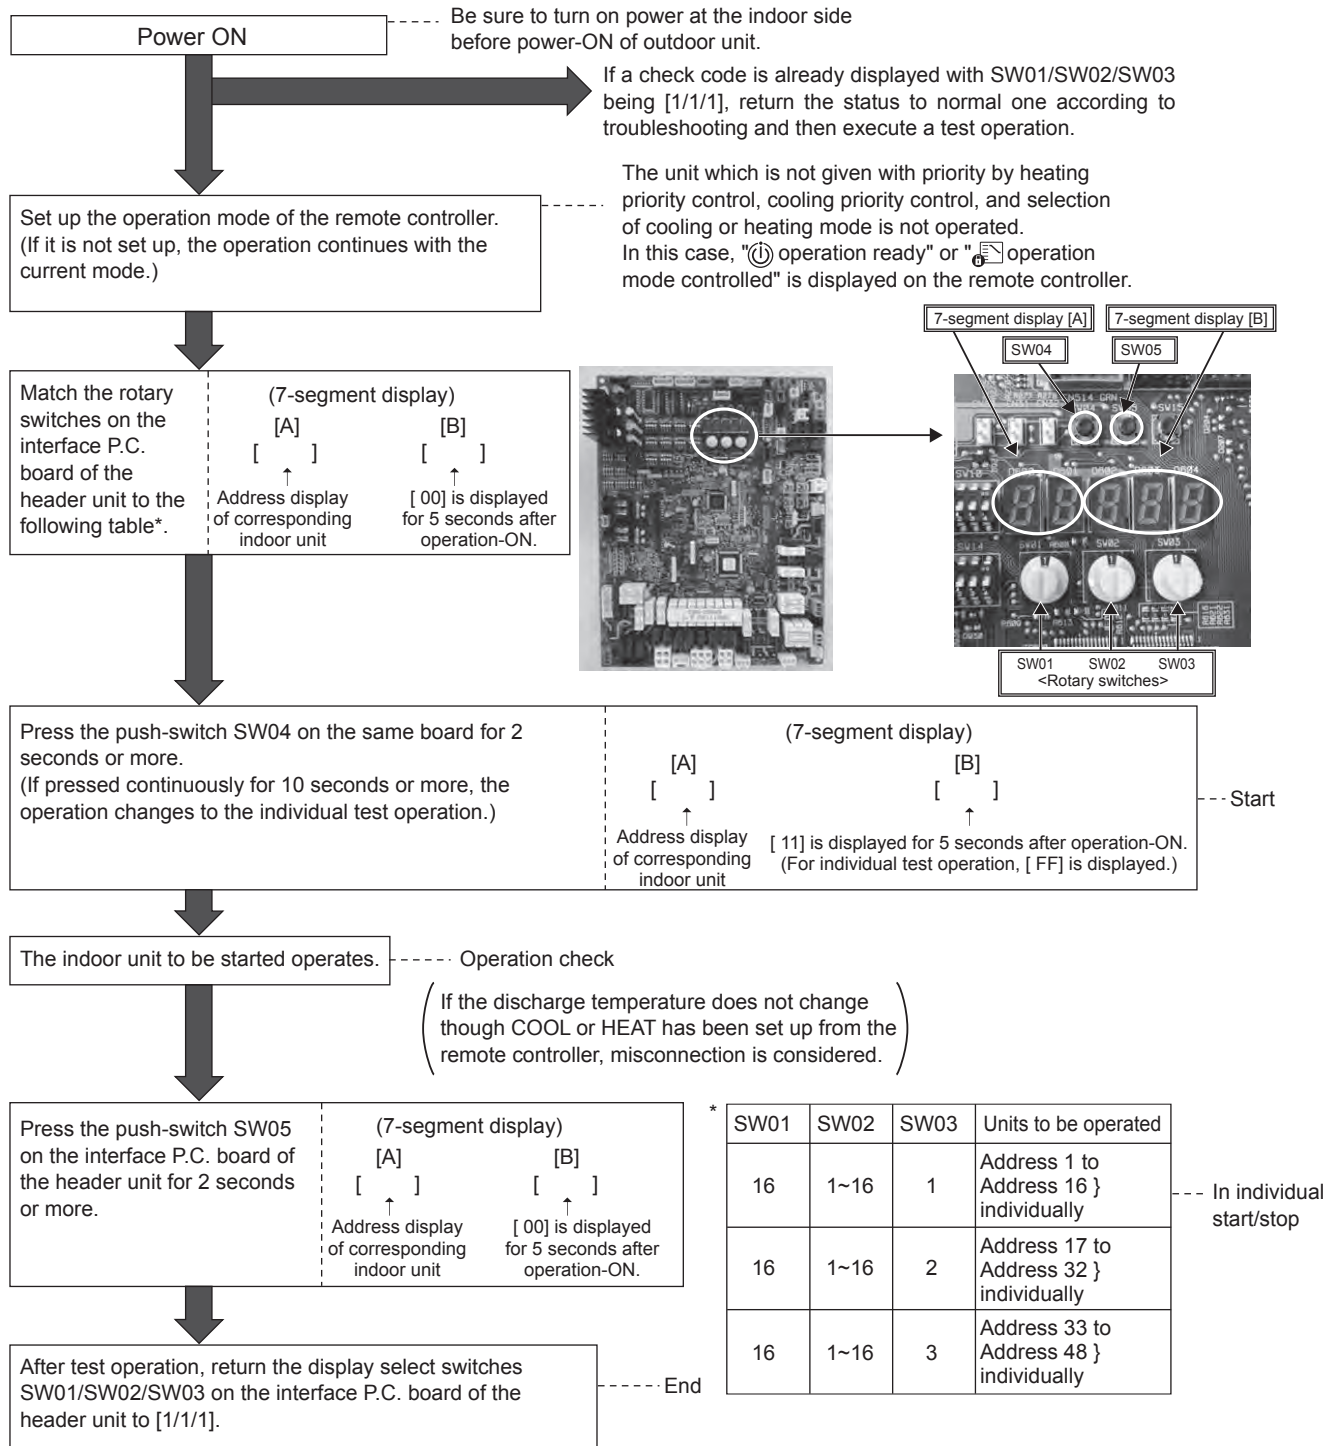 Power ON
Be sure to turn on power at the indoor side
before power-ON of outdoor unit.
If a check code is already displayed with SW01/SW02/SW03
being [1/1/1], return the status to normal one according to
troubleshooting and then execute a test operation.
Set up the operation mode of the remote controller.
(If it is not set up, the operation continues with the
current mode.)
The unit which is not given with priority by heating
priority control, cooling priority control, and selection
of cooling or heating mode is not operated.
In this case, " operation ready" or " operation
mode controlled" is displayed on the remote controller.
Match the rotary
switches on the
interface P.C.
board of the
header unit to the
following table*.
(7-segment display)
[A] [B]
[ ] [ ]
↑ ↑
Address display
of corresponding
indoor unit
[ 00] is displayed
for 5 seconds after
operation-ON.
7-segment display [A]
7-segment display [B]
SW04
SW05
SW01 SW02 SW03
<Rotary switches>
Press the push-switch SW04 on the same board for 2
seconds or more.
(If pressed continuously for 10 seconds or more, the
operation changes to the individual test operation.)
(7-segment display)
[A] [B]
[ ] [ ]
↑ ↑
Address display
of corresponding
indoor unit
[ 11] is displayed for 5 seconds after operation-ON.
(For individual test operation, [ FF] is displayed.)
Start
The indoor unit to be started operates.
Operation check
If the discharge temperature does not change
though COOL or HEAT has been set up from the
remote controller, misconnection is considered.
Press the push-switch SW05
on the interface P.C. board of
the header unit for 2 seconds
or more.
(7-segment display)
[A] [B]
[ ] [ ]
↑ ↑
Address display
of corresponding
indoor unit
[ 00] is displayed
for 5 seconds after
operation-ON.
*
SW01 SW02 SW03 Units to be operated
16 1~16 1 Address 1 to
Address 16 }
individually
16 1~16 2 Address 17 to
Address 32 }
individually
16 1~16 3 Address 33 to
Address 48 }
individually
In individual
start/stop
After test operation, return the display select switches
SW01/SW02/SW03 on the interface P.C. board of the
header unit to [1/1/1].
End